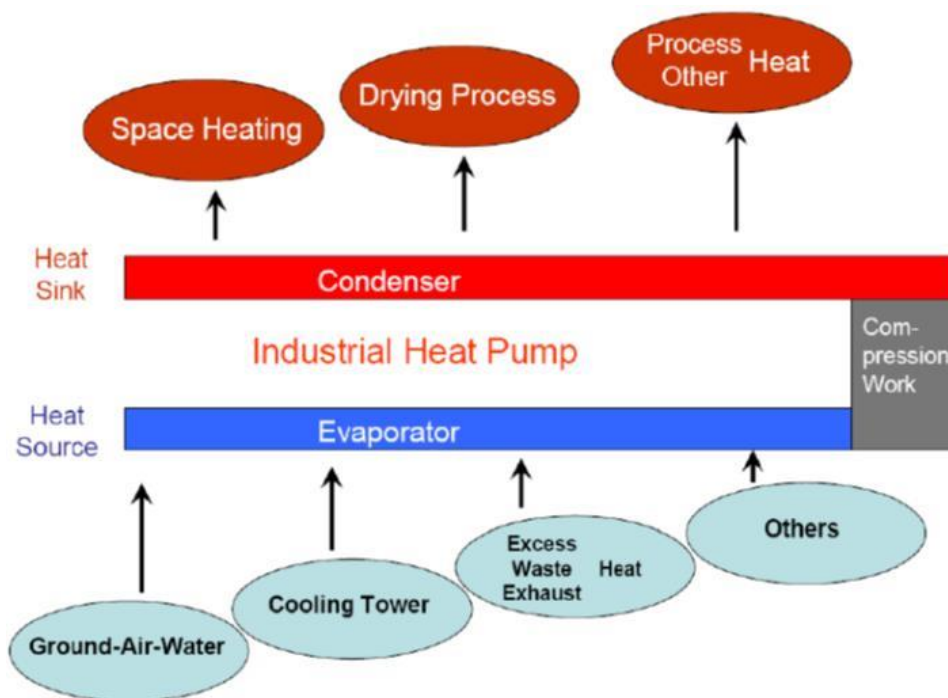 Process
Other Heat
Drying Process
Space Heating
Heat
Sink
Condenser
Com-
pression
Work
Industrial Heat Pump
Heat
Source
Evaporator
Others
Excess
Waste Heat
Exhaust
Cooling Tower
Ground-Air-Water